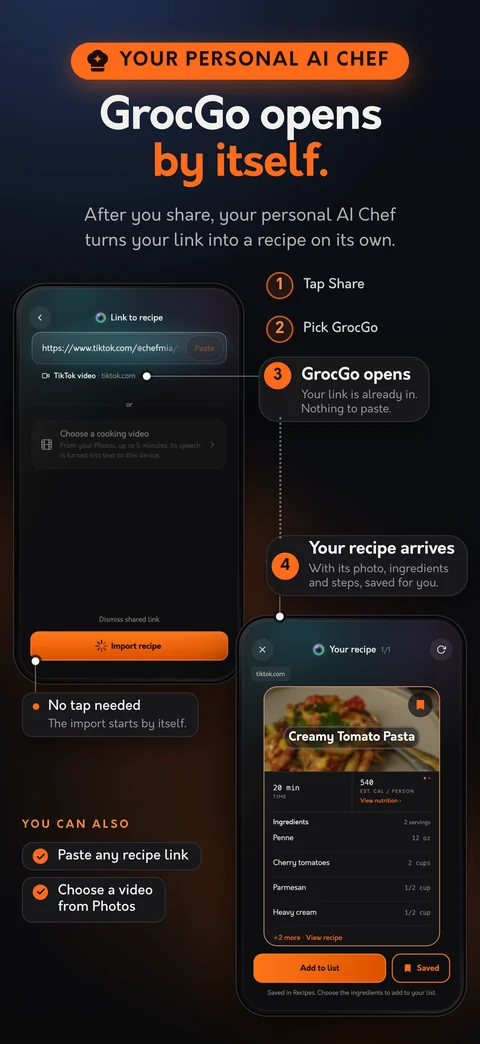 YOUR PERSONAL AI CHEF
GrocGo opens
by itself.
After you share, your personal AI Chef
turns your link into a recipe on its own.
1 Tap Share
2 Pick GrocGo
3 GrocGo opens
Your link is already in.
Nothing to paste.
Link to recipe
https://www.tiktok.com/@chefmia/
Paste
TikTok video · tiktok.com
or
Choose a cooking video
From your Photos, up to 5 minutes. Its speech
is turned into text on this device.
Dismiss shared link
Import recipe
No tap needed
The import starts by itself.
4 Your recipe arrives
With its photo, ingredients
and steps, saved for you.
Your recipe 1/1
tiktok.com
Creamy Tomato Pasta
20 min
TIME
540
EST. CAL / PERSON
View nutrition ›
Ingredients 2 servings
Penne 12 oz
Cherry tomatoes 2 cups
Parmesan 1/2 cup
Heavy cream 1/2 cup
+2 more · View recipe
Add to list
Saved
Saved in Recipes. Choose the ingredients to add to your list.
YOU CAN ALSO
Paste any recipe link
Choose a video
from Photos